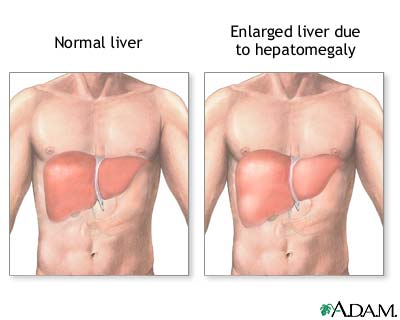 Normal liver
Enlarged liver due
to hepatomegaly
A.D.A.M.